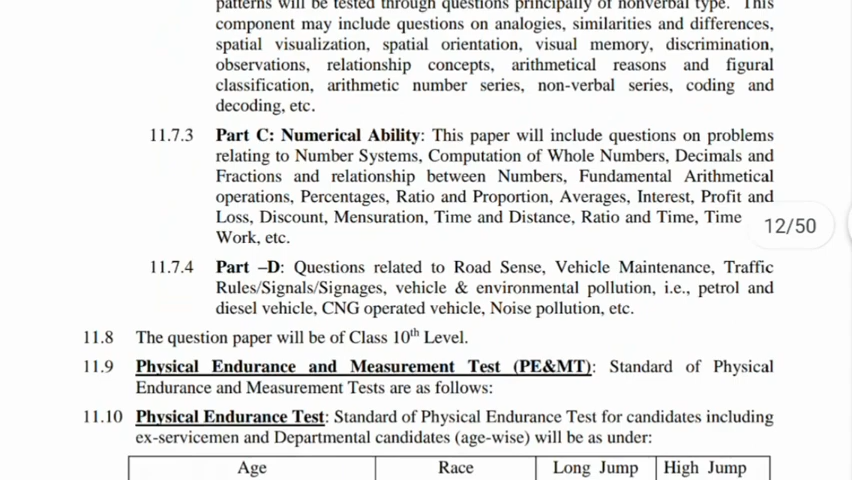 patterns will be tested through questions principally of nonverbal type. This
component may include questions on analogies, similarities and differences,
spatial visualization, spatial orientation, visual memory, discrimination,
observations, relationship concepts, arithmetical reasons and figural
classification, arithmetic number series, non-verbal series, coding and
decoding, etc.
11.7.3 Part C: Numerical Ability: This paper will include questions on problems
relating to Number Systems, Computation of Whole Numbers, Decimals and
Fractions and relationship between Numbers, Fundamental Arithmetical
operations, Percentages, Ratio and Proportion, Averages, Interest, Profit and
Loss, Discount, Mensuration, Time and Distance, Ratio and Time, Time
Work, etc.
12/50
11.7.4 Part –D: Questions related to Road Sense, Vehicle Maintenance, Traffic
Rules/Signals/Signages, vehicle & environmental pollution, i.e., petrol and
diesel vehicle, CNG operated vehicle, Noise pollution, etc.
11.8 The question paper will be of Class 10th Level.
11.9 Physical Endurance and Measurement Test (PE&MT): Standard of Physical
Endurance and Measurement Tests are as follows:
11.10 Physical Endurance Test: Standard of Physical Endurance Test for candidates including
ex-servicemen and Departmental candidates (age-wise) will be as under:
Age Race Long Jump High Jump